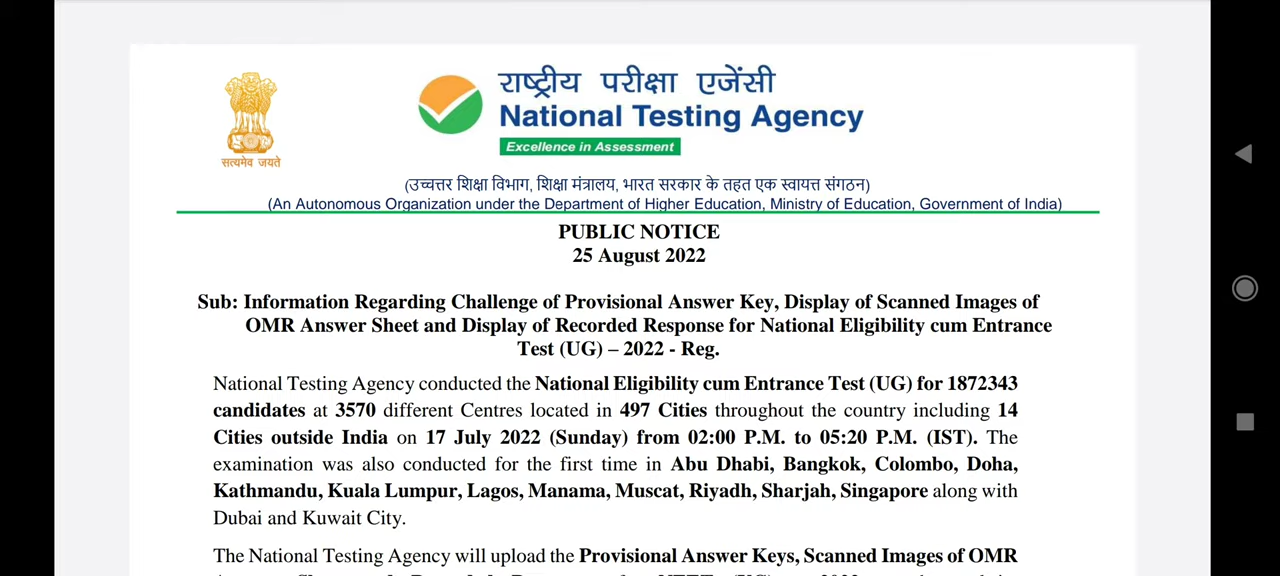 राष्ट्रीय परीक्षा एजेंसी
National Testing Agency
Excellence in Assessment
सत्यमेव जयते
(उच्चत्तर शिक्षा विभाग, शिक्षा मंत्रालय, भारत सरकार के तहत एक स्वायत्त संगठन)
(An Autonomous Organization under the Department of Higher Education, Ministry of Education, Government of India)
PUBLIC NOTICE
25 August 2022
Sub: Information Regarding Challenge of Provisional Answer Key, Display of Scanned Images of
OMR Answer Sheet and Display of Recorded Response for National Eligibility cum Entrance
Test (UG) – 2022 - Reg.
National Testing Agency conducted the National Eligibility cum Entrance Test (UG) for 1872343
candidates at 3570 different Centres located in 497 Cities throughout the country including 14
Cities outside India on 17 July 2022 (Sunday) from 02:00 P.M. to 05:20 P.M. (IST). The
examination was also conducted for the first time in Abu Dhabi, Bangkok, Colombo, Doha,
Kathmandu, Kuala Lumpur, Lagos, Manama, Muscat, Riyadh, Sharjah, Singapore along with
Dubai and Kuwait City.
The National Testing Agency will upload the Provisional Answer Keys, Scanned Images of OMR